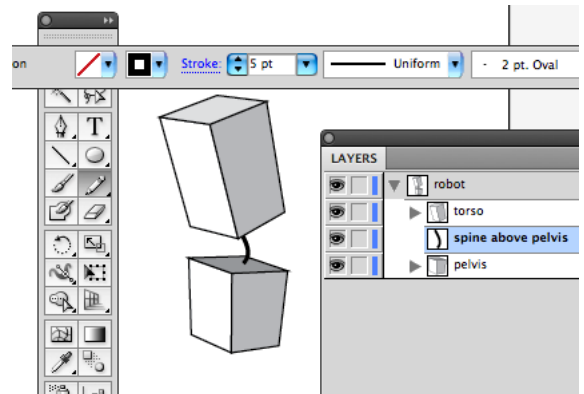 on
Stroke:
5 pt
Uniform
2 pt. Oval
T
LAYERS
robot
torso
spine above pelvis
pelvis